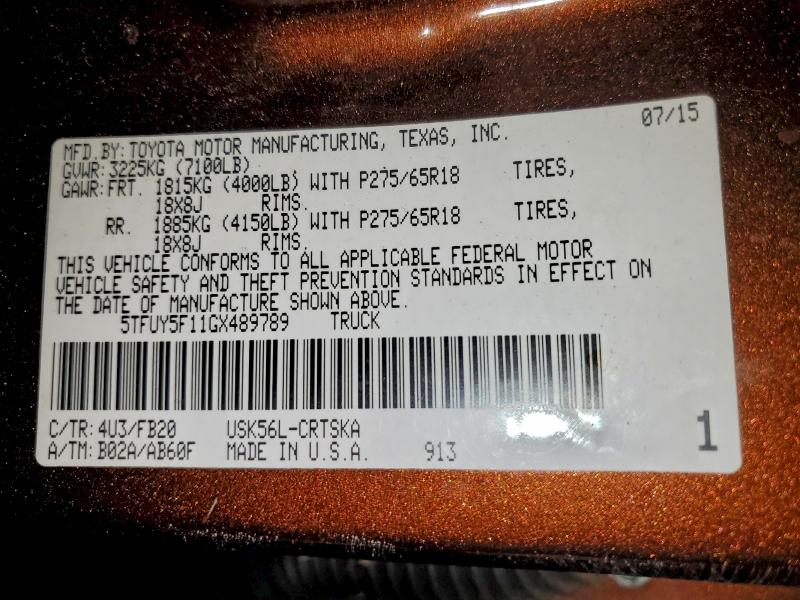 07/15
MFD.BY: TOYOTA MOTOR MANUFACTURING, TEXAS, INC.
GVWR: 3225KG (7100LB)
GAWR: FRT. 1815KG (4000LB) WITH P275/65R18 TIRES,
18X8J RIMS.
RR. 1885KG (4150LB) WITH P275/65R18 TIRES,
18X8J RIMS.
THIS VEHICLE CONFORMS TO ALL APPLICABLE FEDERAL MOTOR
VEHICLE SAFETY AND THEFT PREVENTION STANDARDS IN EFFECT ON
THE DATE OF MANUFACTURE SHOWN ABOVE.
5TFUY5F11GX489789 TRUCK
C/TR: 4U3/FB20 USK56L-CRTSKA
A/TM: B02A/AB60F MADE IN U.S.A. 913
1